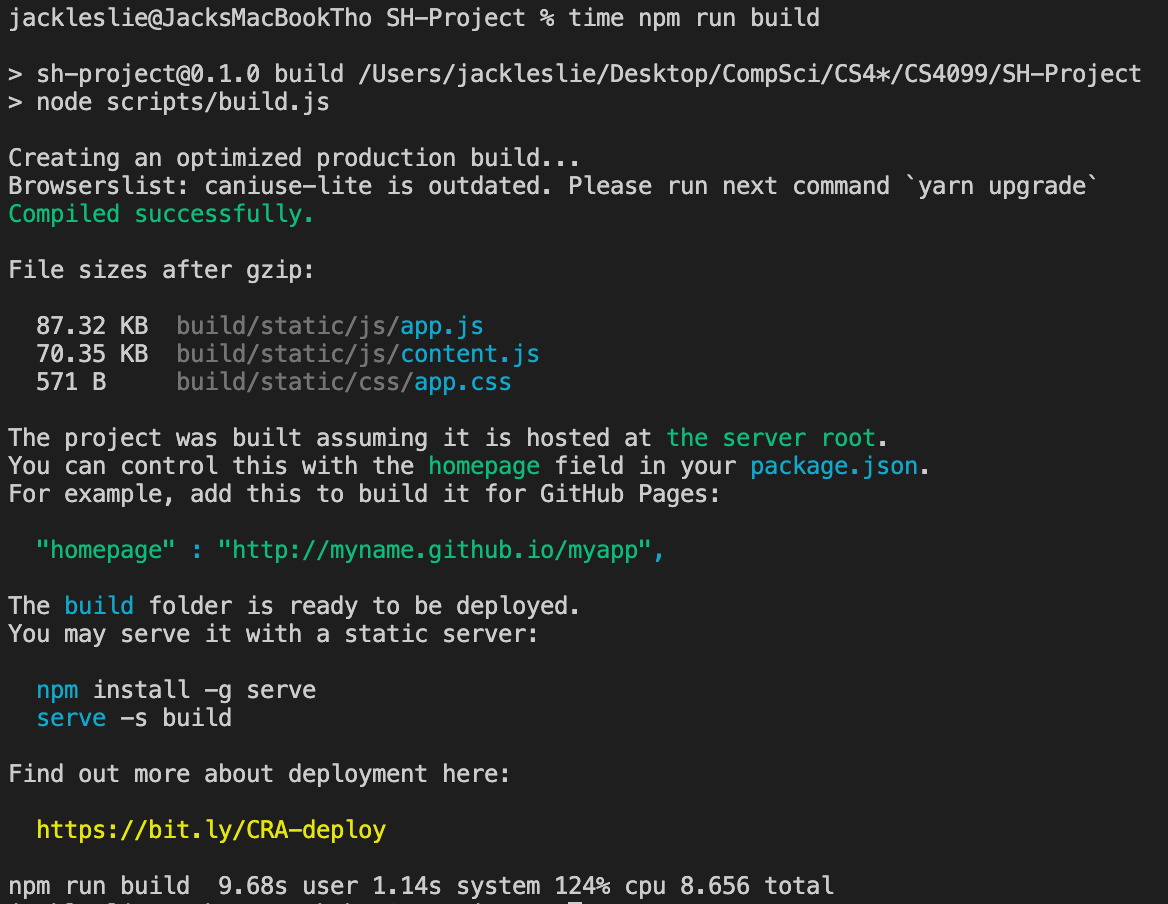 jackleslie@JacksMacBookTho SH-Project % time npm run build
> sh-project@0.1.0 build /Users/jackleslie/Desktop/CompSci/CS4*/CS4099/SH-Project
> node scripts/build.js
Creating an optimized production build...
Browserslist: caniuse-lite is outdated. Please run next command `yarn upgrade`
Compiled successfully.
File sizes after gzip:
87.32 KB  build/static/js/app.js
70.35 KB  build/static/js/content.js
571 B     build/static/css/app.css
The project was built assuming it is hosted at the server root.
You can control this with the homepage field in your package.json.
For example, add this to build it for GitHub Pages:
"homepage" : "http://myname.github.io/myapp",
The build folder is ready to be deployed.
You may serve it with a static server:
npm install -g serve
serve -s build
Find out more about deployment here:
https://bit.ly/CRA-deploy
npm run build  9.68s user 1.14s system 124% cpu 8.656 total